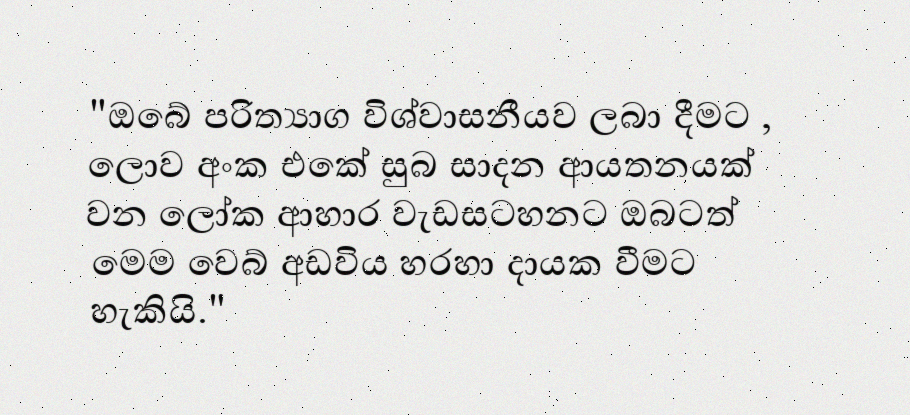 "ඔබේ පරිත්‍යාග විශ්වාසනීයව ලබා දීමට ,
ලොව අංක එකේ සුබ සාදන ආයතනයක්
වන ලෝක ආහාර වැඩසටහනට ඔබටත්
මෙම වෙබ් අඩවිය හරහා දායක වීමට
හැකියි."